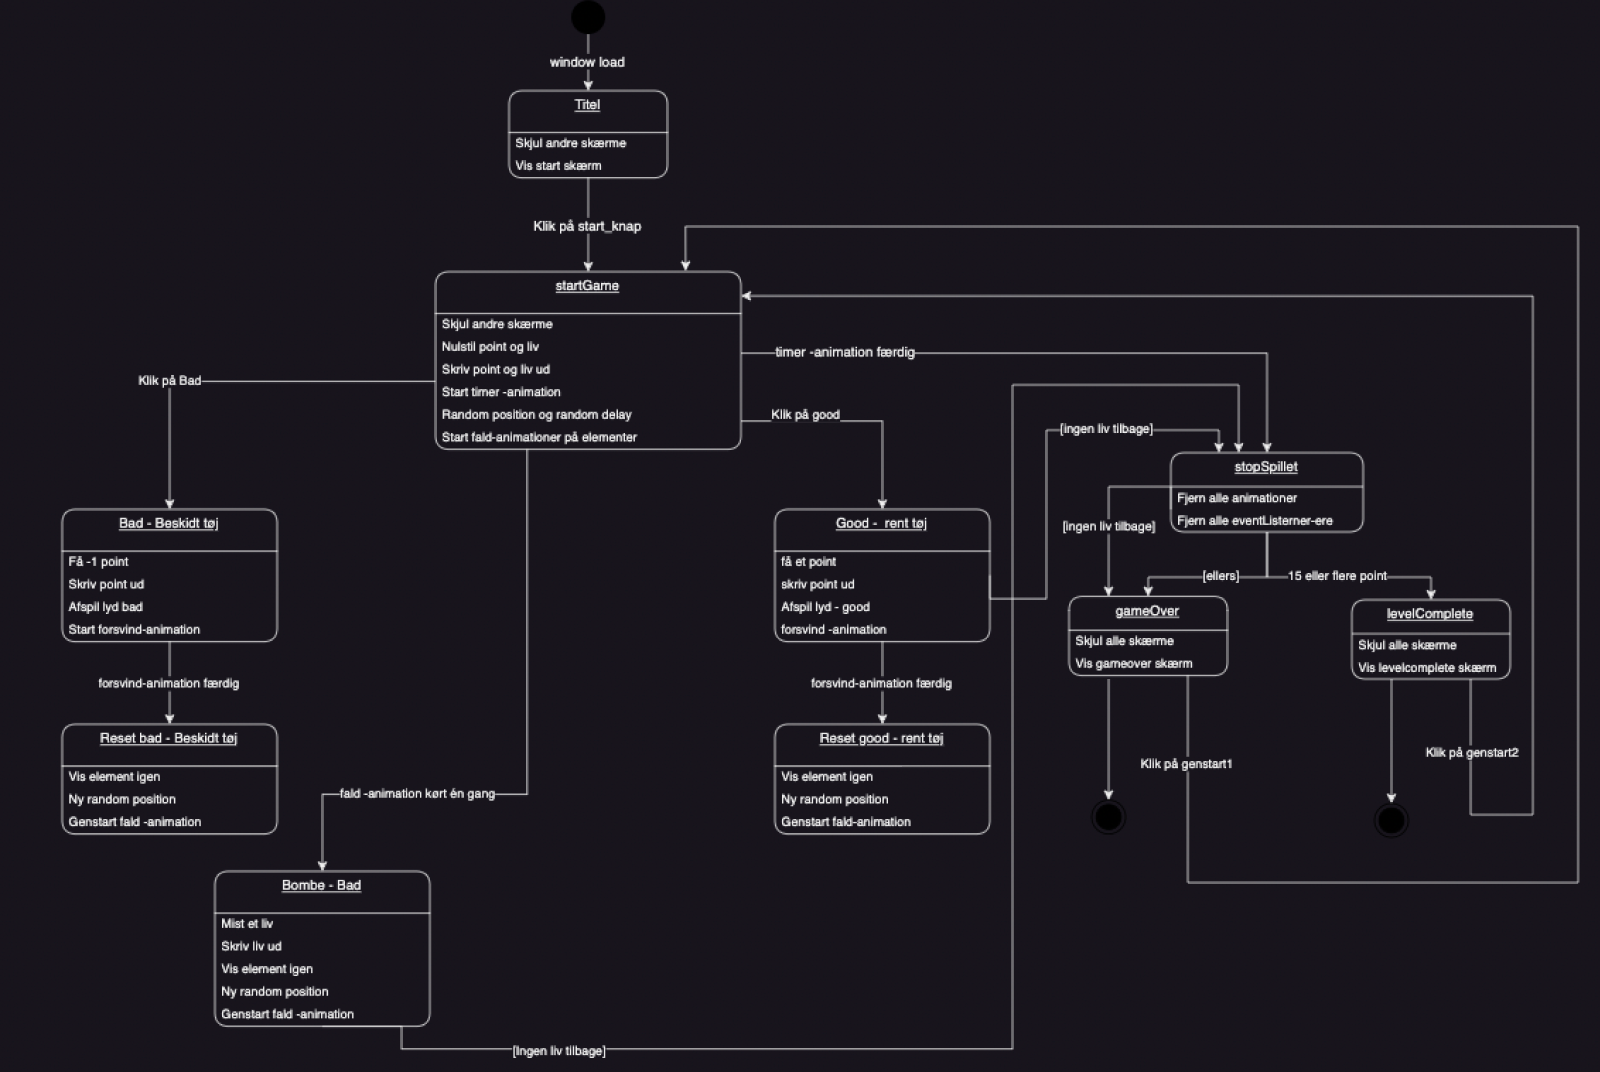 window load
Titel
Skjul andre skærme
Vis start skærm
Klik på start_knap
startGame
Skjul andre skærme
Nulstil point og liv
Skriv point og liv ud
Start timer -animation
Random position og random delay
Start fald-animationer på elementer
timer -animation færdig
Klik på Bad
Klik på good
[ingen liv tilbage]
stopSpillet
Fjern alle animationer
Fjern alle eventListerner-ere
Bad - Beskidt tøj
Få -1 point
Skriv point ud
Afspil lyd bad
Start forsvind-animation
Good - rent tøj
få et point
skriv point ud
Afspil lyd - good
forsvind -animation
[ingen liv tilbage]
[ellers]
15 eller flere point
gameOver
Skjul alle skærme
Vis gameover skærm
levelComplete
Skjul alle skærme
Vis levelcomplete skærm
forsvind-animation færdig
forsvind-animation færdig
Reset bad - Beskidt tøj
Vis element igen
Ny random position
Genstart fald -animation
Reset good - rent tøj
Vis element igen
Ny random position
Genstart fald-animation
Klik på genstart1
Klik på genstart2
fald -animation kørt én gang
Bombe - Bad
Mist et liv
Skriv liv ud
Vis element igen
Ny random position
Genstart fald -animation
[Ingen liv tilbage]